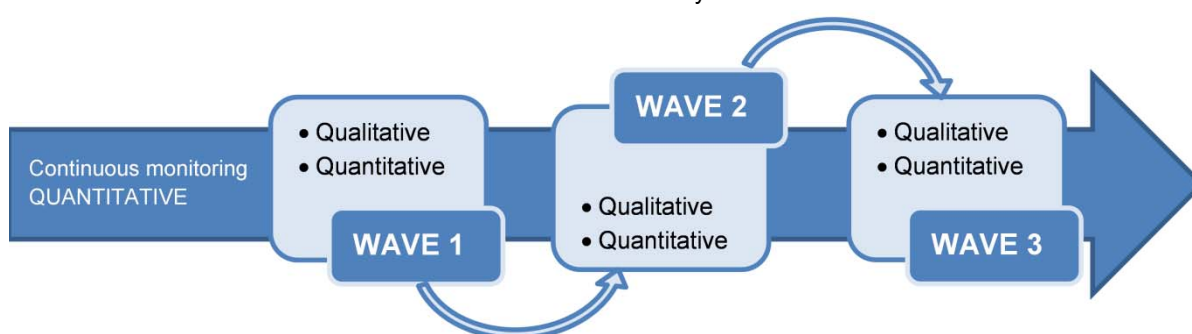 Continuous monitoring
QUANTITATIVE
• Qualitative
• Quantitative
WAVE 1
WAVE 2
• Qualitative
• Quantitative
• Qualitative
• Quantitative
WAVE 3